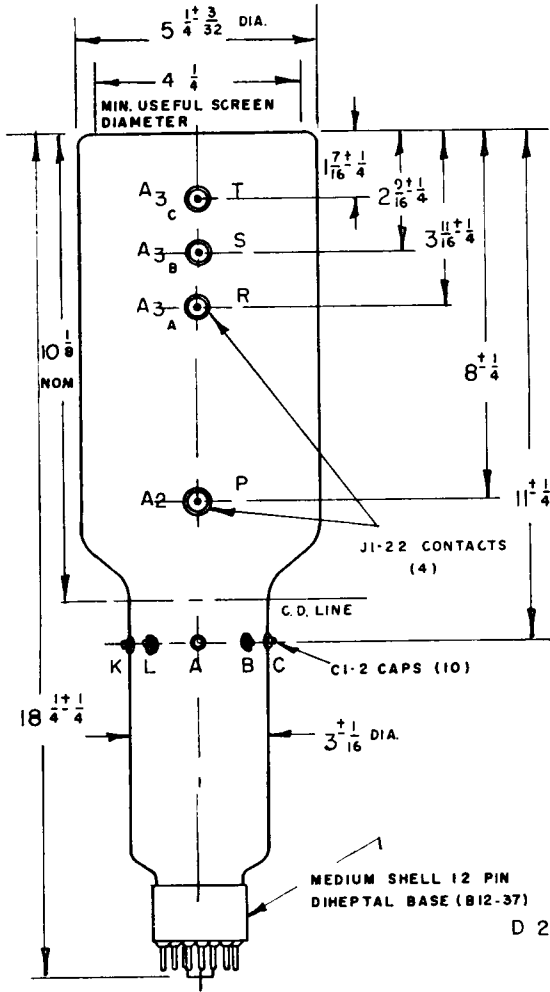 5 1/4 ± 3/32 DIA.
4 1/4
MIN. USEFUL SCREEN
DIAMETER
1 7/16 ± 1/4
2 9/16 ± 1/4
3 11/16 ± 1/4
A3 C T
A3 B S
A3 A R
10 1/8
NOM
8 ± 1/4
A2 P
11 ± 1/4
J1-22 CONTACTS
(4)
C.D. LINE
K L A B C
C1-2 CAPS (10)
18 1/4 ± 1/4
3 ± 1/16 DIA.
MEDIUM SHELL 12 PIN
DIHEPTAL BASE (B12-37)
D 2